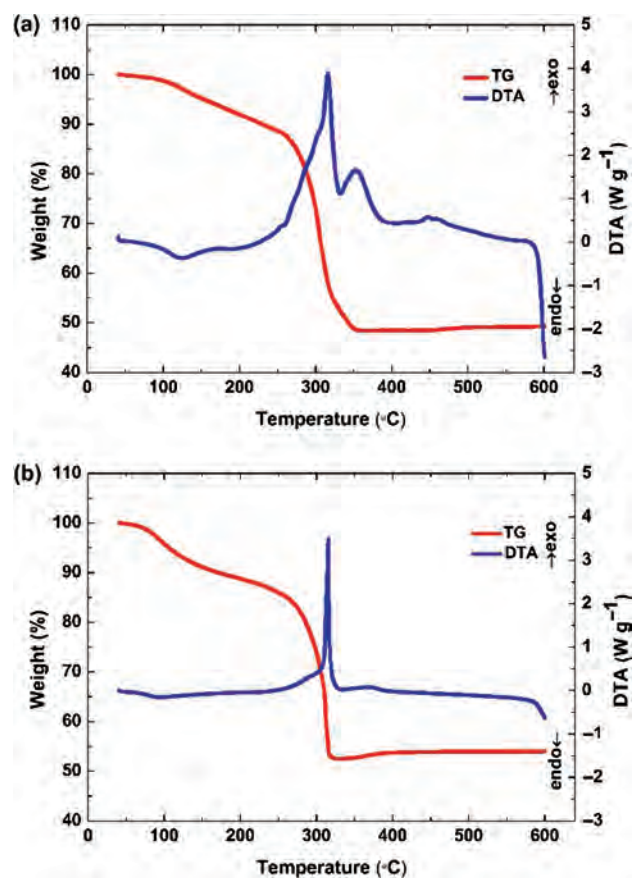 (a)
110
100
90
80
70
60
50
40
Weight (%)
TG
DTA
→exo
endo←
5
4
3
2
1
0
−1
−2
−3
DTA (W g⁻¹)
0 100 200 300 400 500 600
Temperature (◦C)
(b)
110
100
90
80
70
60
50
40
Weight (%)
TG
DTA
→exo
endo←
5
4
3
2
1
0
−1
−2
−3
DTA (W g⁻¹)
0 100 200 300 400 500 600
Temperature (◦C)